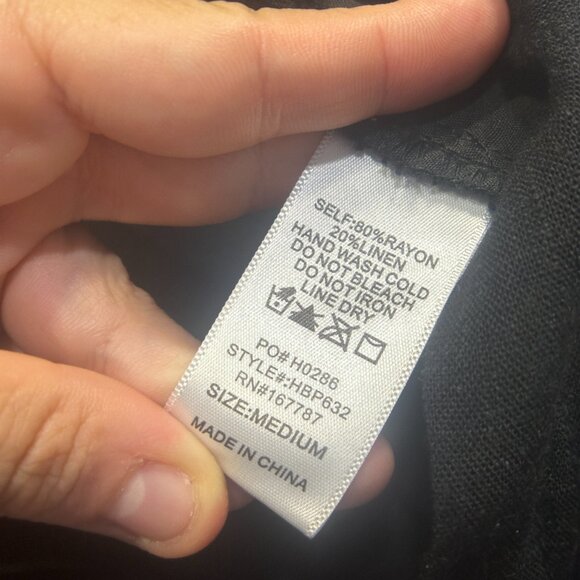 SELF:80%RAYON
20%LINEN
HAND WASH COLD
DO NOT BLEACH
DO NOT IRON
LINE DRY
PO# H0286
STYLE#:HBP632
RN#167787
SIZE:MEDIUM
MADE IN CHINA